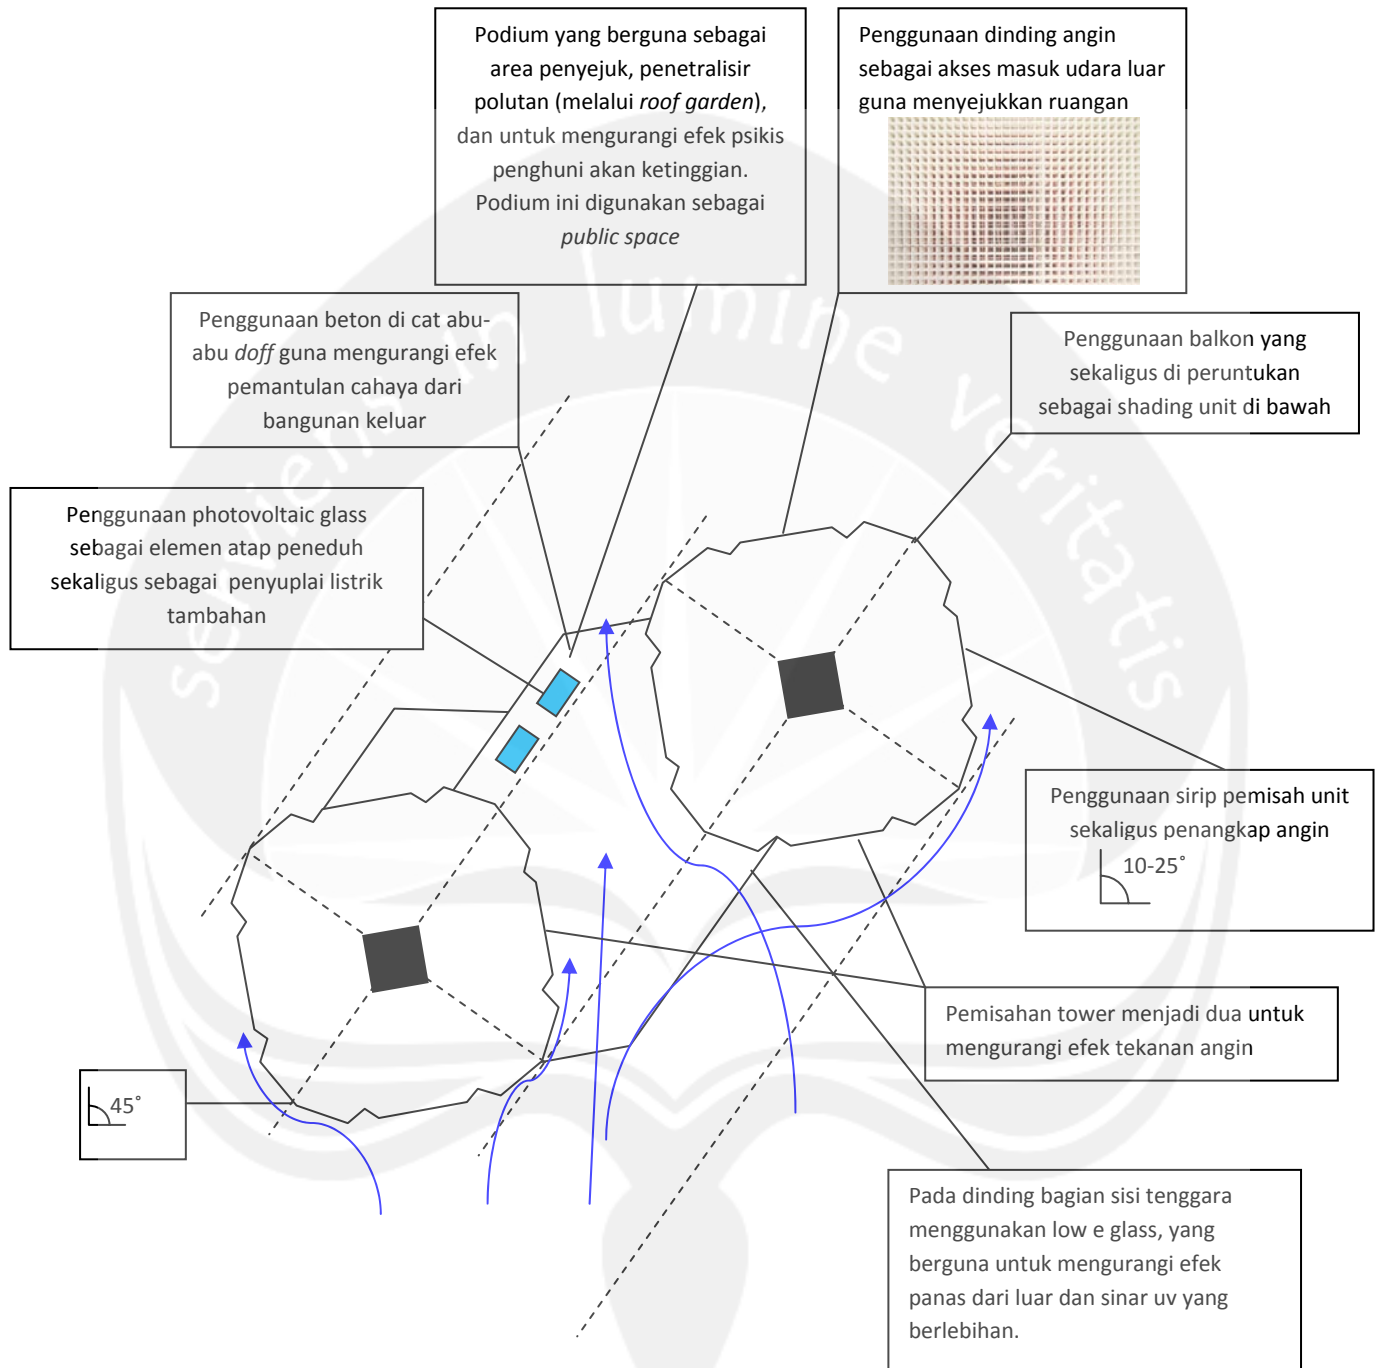 Podium yang berguna sebagai
area penyejuk, penetralisir
polutan (melalui roof garden),
dan untuk mengurangi efek psikis
penghuni akan ketinggian.
Podium ini digunakan sebagai
public space
Penggunaan dinding angin
sebagai akses masuk udara luar
guna menyejukkan ruangan
Penggunaan beton di cat abu-
abu doff guna mengurangi efek
pemantulan cahaya dari
bangunan keluar
Penggunaan balkon yang
sekaligus di peruntukan
sebagai shading unit di bawah
Penggunaan photovoltaic glass
sebagai elemen atap peneduh
sekaligus sebagai penyuplai listrik
tambahan
Penggunaan sirip pemisah unit
sekaligus penangkap angin
10-25˚
Pemisahan tower menjadi dua untuk
mengurangi efek tekanan angin
45˚
Pada dinding bagian sisi tenggara
menggunakan low e glass, yang
berguna untuk mengurangi efek
panas dari luar dan sinar uv yang
berlebihan.
serviens in lumine veritatis